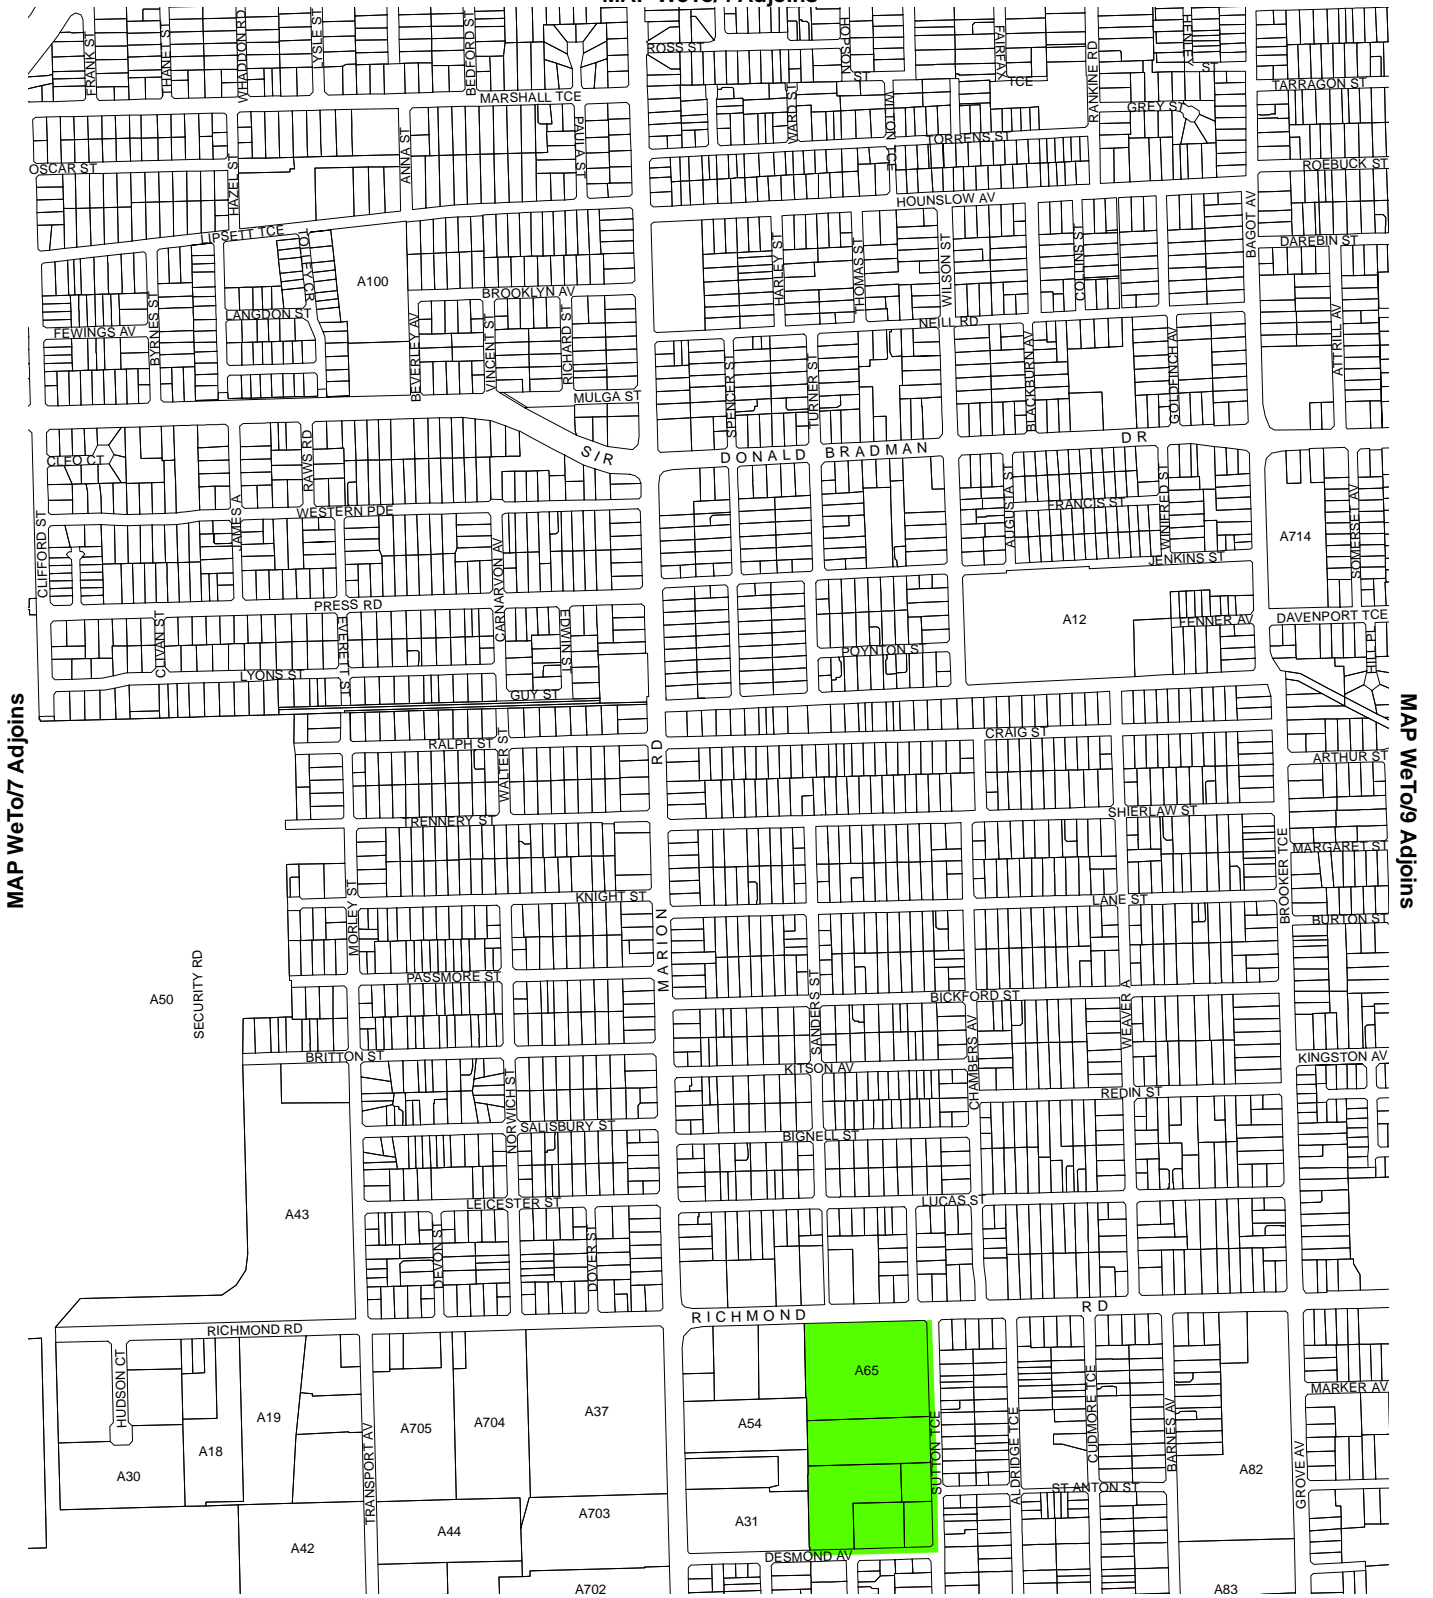 FRANK ST
THANET ST
WHADDON RD
LYSLE ST
BEDFORD ST
ROSS ST
HOPSON
ST
FAIRFAX
TCE
RANKINE RD
HENLEY
ST
TARRAGON ST
MARSHALL TCE
PAULA ST
WARD ST
WILTON TCE
GREY ST
TORRENS ST
OSCAR ST
HAZEL ST
ANNA ST
ROEBUCK ST
HOUNSLOW AV
BAGOT AV
LIPSETT TCE
TOLLEY CR
DAREBIN ST
A100
HARLEY ST
THOMAS ST
WILSON ST
COLLINS ST
BROOKLYN AV
LANGDON ST
FEWINGS AV
BYRNES ST
BEVERLEY AV
VINCENT ST
RICHARD ST
NEILL RD
ATTRILL AV
SPENCER ST
TURNER ST
BLACKBURN AV
GOLDFINCH AV
MULGA ST
SIR
DONALD BRADMAN
DR
CLEO CT
RAWS RD
WESTERN PDE
JAMES A
CLIFFORD ST
CARNARVON AV
AUGUSTA ST
FRANCIS ST
WINIFRED ST
JENKINS ST
A714
SOMERSET AV
PRESS RD
CLIVAN ST
EVERETT ST
EDWIN ST
A12
FENNER AV
DAVENPORT TCE
POYNTON S
LYONS ST
GUY ST
MAP WeTo/7 Adjoins
MAP WeTo/9 Adjoins
RALPH ST
WALTER ST
RD
CRAIG ST
ARTHUR ST
TRENNERY ST
SHIERLAW ST
BROOKER TCE
MARGARET ST
KNIGHT ST
LANE ST
BURTON ST
MORLEY ST
MARION
PASSMORE ST
SECURITY RD
A50
SANDERS ST
BICKFORD ST
CHAMBERS AV
WEAVER A
BRITTON ST
KITSON AV
KINGSTON AV
REDIN ST
NORWICH ST
SALISBURY ST
BIGNELL ST
LEICESTER ST
LUCAS ST
A43
DEVON S
DOVER ST
RICHMOND
RD
RICHMOND RD
HUDSON CT
A65
A19
A705
A704
A37
A54
MARKER AV
A18
A30
TRANSPORT AV
SUTTON TCE
ALDRIDGE TCE
CUDMORE TCE
BARNES AV
A82
GROVE AV
ST ANTON ST
A703
A31
A44
A42
DESMOND AV
A702
A83